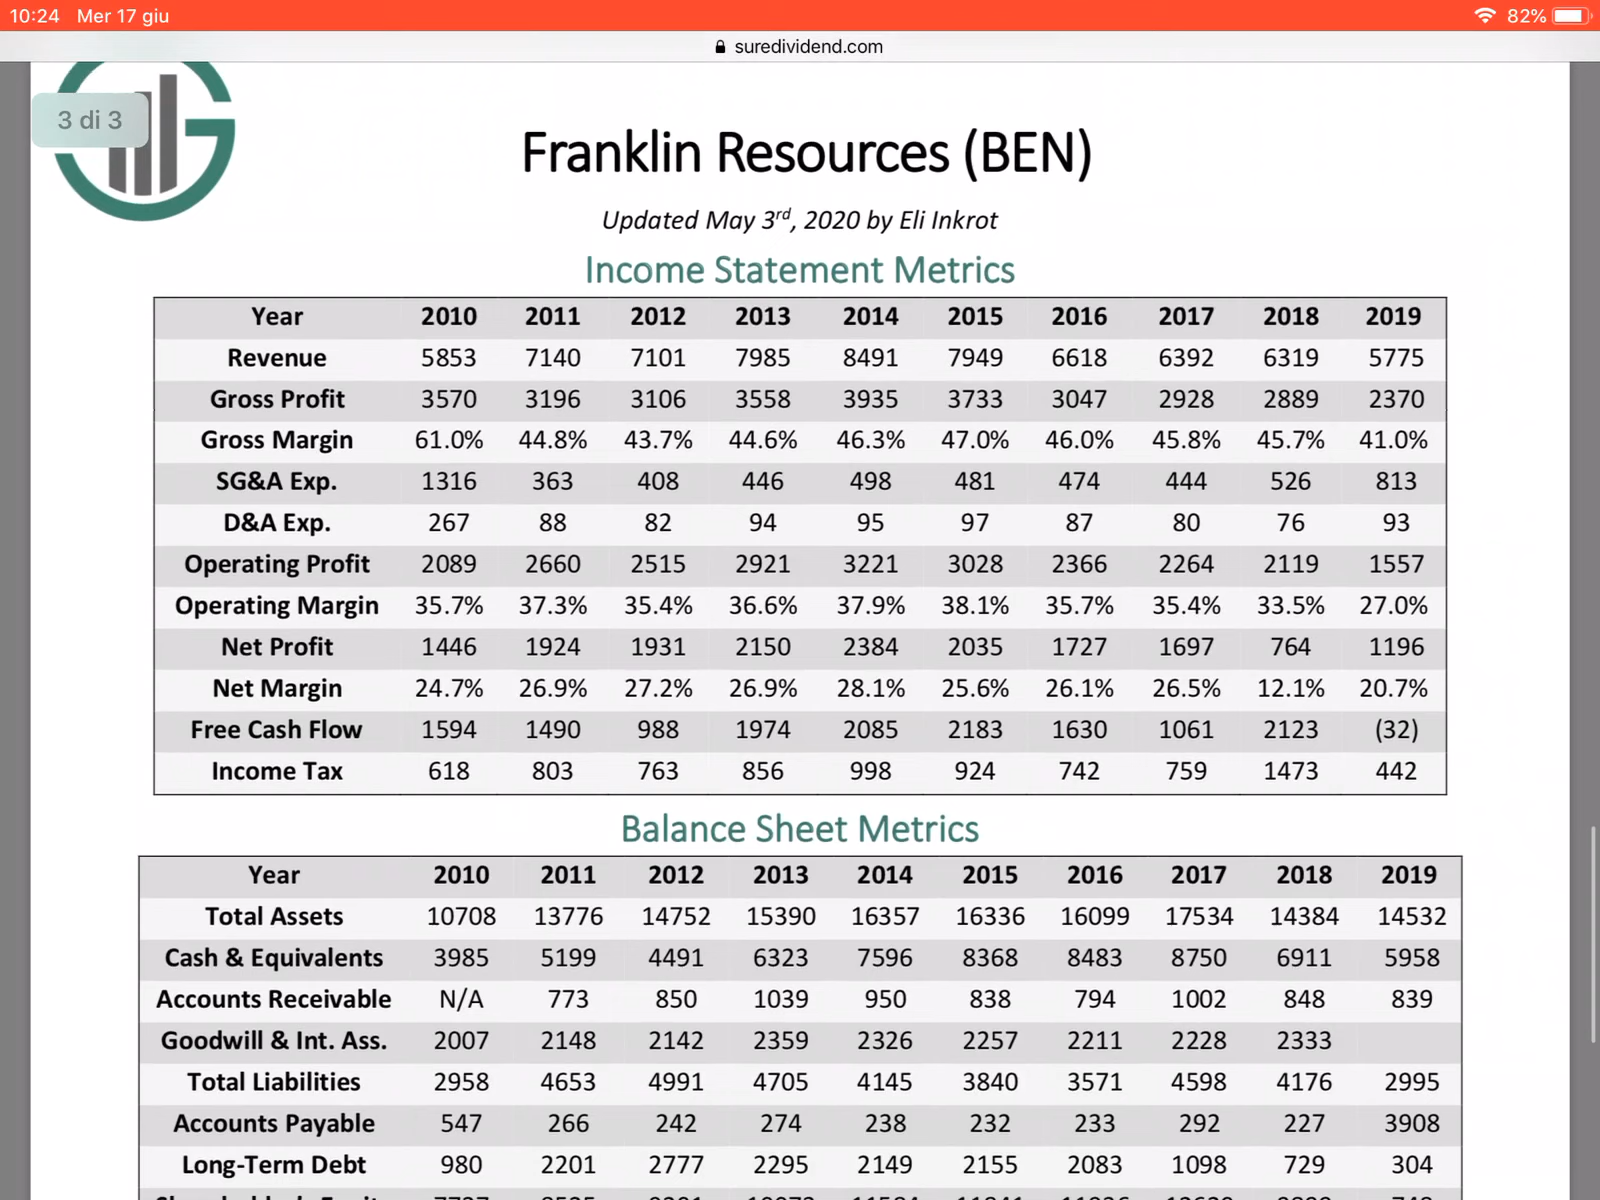 10:24 Mer 17 giu 82%
suredividend.com
3 di 3
Franklin Resources (BEN)
Updated May 3rd, 2020 by Eli Inkrot
Income Statement Metrics
Year 2010 2011 2012 2013 2014 2015 2016 2017 2018 2019
Revenue 5853 7140 7101 7985 8491 7949 6618 6392 6319 5775
Gross Profit 3570 3196 3106 3558 3935 3733 3047 2928 2889 2370
Gross Margin 61.0% 44.8% 43.7% 44.6% 46.3% 47.0% 46.0% 45.8% 45.7% 41.0%
SG&A Exp. 1316 363 408 446 498 481 474 444 526 813
D&A Exp. 267 88 82 94 95 97 87 80 76 93
Operating Profit 2089 2660 2515 2921 3221 3028 2366 2264 2119 1557
Operating Margin 35.7% 37.3% 35.4% 36.6% 37.9% 38.1% 35.7% 35.4% 33.5% 27.0%
Net Profit 1446 1924 1931 2150 2384 2035 1727 1697 764 1196
Net Margin 24.7% 26.9% 27.2% 26.9% 28.1% 25.6% 26.1% 26.5% 12.1% 20.7%
Free Cash Flow 1594 1490 988 1974 2085 2183 1630 1061 2123 (32)
Income Tax 618 803 763 856 998 924 742 759 1473 442
Balance Sheet Metrics
Year 2010 2011 2012 2013 2014 2015 2016 2017 2018 2019
Total Assets 10708 13776 14752 15390 16357 16336 16099 17534 14384 14532
Cash & Equivalents 3985 5199 4491 6323 7596 8368 8483 8750 6911 5958
Accounts Receivable N/A 773 850 1039 950 838 794 1002 848 839
Goodwill & Int. Ass. 2007 2148 2142 2359 2326 2257 2211 2228 2333
Total Liabilities 2958 4653 4991 4705 4145 3840 3571 4598 4176 2995
Accounts Payable 547 266 242 274 238 232 233 292 227 3908
Long-Term Debt 980 2201 2777 2295 2149 2155 2083 1098 729 304